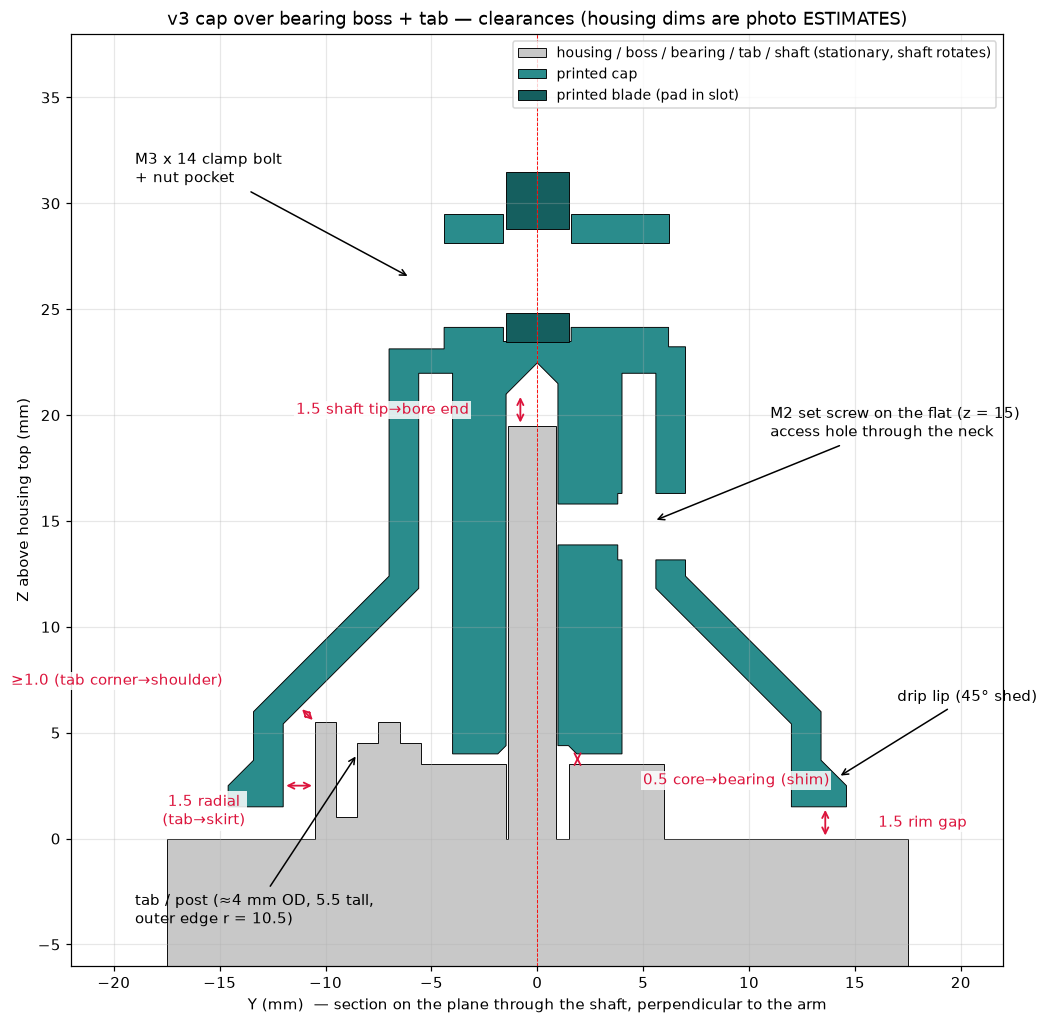 v3 cap over bearing boss + tab — clearances (housing dims are photo ESTIMATES)
housing / boss / bearing / tab / shaft (stationary, shaft rotates)
printed cap
printed blade (pad in slot)
M3 x 14 clamp bolt
+ nut pocket
1.5 shaft tip→bore end
M2 set screw on the flat (z = 15)
access hole through the neck
≥1.0 (tab corner→shoulder)
drip lip (45° shed)
0.5 core→bearing (shim)
1.5 radial
(tab→skirt)
1.5 rim gap
tab / post (≈4 mm OD, 5.5 tall,
outer edge r = 10.5)
Z above housing top (mm)
35
30
25
20
15
10
5
0
−5
−20
−15
−10
−5
0
5
10
15
20
Y (mm)  — section on the plane through the shaft, perpendicular to the arm